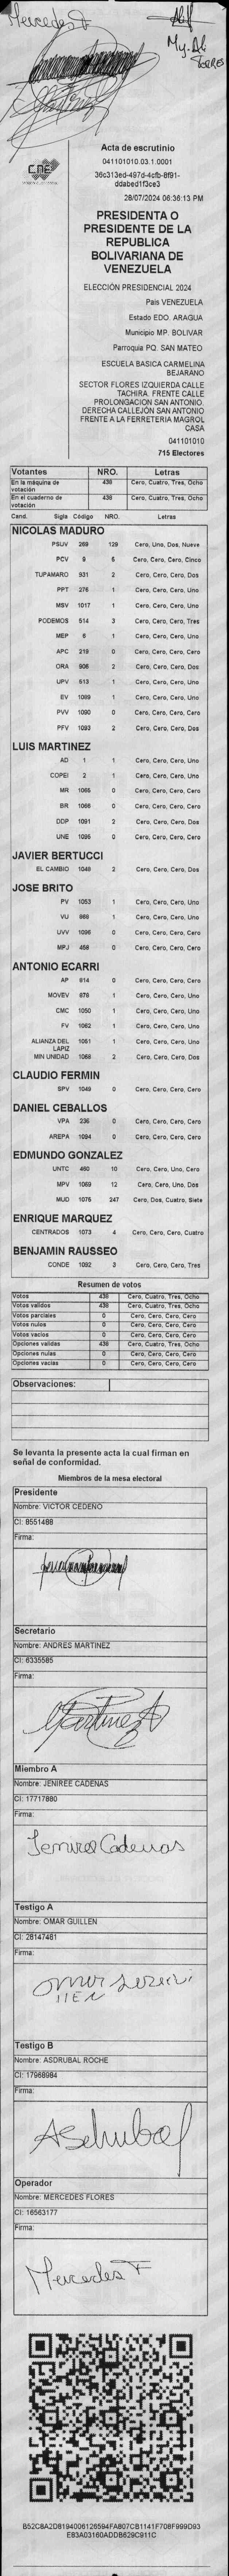 Mercedes F
My-Ali
TORRES
CNE
Acta de escrutinio
041101010.03.1.0001
36c313ed-497d-4cfb-8f91-
ddabed1f3ce3
28/07/2024 06:36:13 PM
PRESIDENTA O
PRESIDENTE DE LA
REPUBLICA
BOLIVARIANA DE
VENEZUELA
ELECCIÓN PRESIDENCIAL 2024
Pais VENEZUELA
Estado EDO. ARAGUA
Municipio MP. BOLIVAR
Parroquia PQ. SAN MATEO
ESCUELA BASICA CARMELINA
BEJARANO
SECTOR FLORES IZQUIERDA CALLE
TACHIRA. FRENTE CALLE
PROLONGACION SAN ANTONIO.
DERECHA CALLEJÓN SAN ANTONIO
FRENTE A LA FERRETERIA MAGROL
CASA
041101010
715 Electores
Votantes NRO. Letras
En la máquina de votación 438 Cero, Cuatro, Tres, Ocho
En el cuaderno de votación 438 Cero, Cuatro, Tres, Ocho
Cand. Sigla Código NRO. Letras
NICOLAS MADURO
PSUV 269 129 Cero, Uno, Dos, Nueve
PCV 9 5 Cero, Cero, Cero, Cinco
TUPAMARO 931 2 Cero, Cero, Cero, Dos
PPT 276 1 Cero, Cero, Cero, Uno
MSV 1017 1 Cero, Cero, Cero, Uno
PODEMOS 514 3 Cero, Cero, Cero, Tres
MEP 6 1 Cero, Cero, Cero, Uno
APC 219 0 Cero, Cero, Cero, Cero
ORA 906 2 Cero, Cero, Cero, Dos
UPV 513 1 Cero, Cero, Cero, Uno
EV 1089 1 Cero, Cero, Cero, Uno
PVV 1090 0 Cero, Cero, Cero, Cero
PFV 1093 2 Cero, Cero, Cero, Dos
LUIS MARTINEZ
AD 1 1 Cero, Cero, Cero, Uno
COPEI 2 1 Cero, Cero, Cero, Uno
MR 1065 0 Cero, Cero, Cero, Cero
BR 1066 0 Cero, Cero, Cero, Cero
DDP 1091 2 Cero, Cero, Cero, Dos
UNE 1095 0 Cero, Cero, Cero, Cero
JAVIER BERTUCCI
EL CAMBIO 1048 2 Cero, Cero, Cero, Dos
JOSE BRITO
PV 1053 1 Cero, Cero, Cero, Uno
VU 988 1 Cero, Cero, Cero, Uno
UVV 1096 0 Cero, Cero, Cero, Cero
MPJ 458 0 Cero, Cero, Cero, Cero
ANTONIO ECARRI
AP 914 0 Cero, Cero, Cero, Cero
MOVEV 978 1 Cero, Cero, Cero, Uno
CMC 1050 1 Cero, Cero, Cero, Uno
FV 1062 1 Cero, Cero, Cero, Uno
ALIANZA DEL LAPIZ 1051 1 Cero, Cero, Cero, Uno
MIN UNIDAD 1068 2 Cero, Cero, Cero, Dos
CLAUDIO FERMIN
SPV 1049 0 Cero, Cero, Cero, Cero
DANIEL CEBALLOS
VPA 236 0 Cero, Cero, Cero, Cero
AREPA 1094 0 Cero, Cero, Cero, Cero
EDMUNDO GONZALEZ
UNTC 460 10 Cero, Cero, Uno, Cero
MPV 1069 12 Cero, Cero, Uno, Dos
MUD 1075 247 Cero, Dos, Cuatro, Siete
ENRIQUE MARQUEZ
CENTRADOS 1073 4 Cero, Cero, Cero, Cuatro
BENJAMIN RAUSSEO
CONDE 1092 3 Cero, Cero, Cero, Tres
Resumen de votos
Votos 438 Cero, Cuatro, Tres, Ocho
Votos validos 438 Cero, Cuatro, Tres, Ocho
Votos parciales 0 Cero, Cero, Cero, Cero
Votos nulos 0 Cero, Cero, Cero, Cero
Votos vacios 0 Cero, Cero, Cero, Cero
Opciones validas 438 Cero, Cuatro, Tres, Ocho
Opciones nulas 0 Cero, Cero, Cero, Cero
Opciones vacias 0 Cero, Cero, Cero, Cero
Observaciones:
Se levanta la presente acta la cual firman en
señal de conformidad.
Miembros de la mesa electoral
Presidente
Nombre: VICTOR CEDEÑO
CI: 8551488
Firma:
Secretario
Nombre: ANDRES MARTINEZ
CI: 6335585
Firma:
Martinez A
Miembro A
Nombre: JENIREE CADENAS
CI: 17717880
Firma:
Jeniree Cadenas
Testigo A
Nombre: OMAR GUILLEN
CI: 28147481
Firma:
omar
Testigo B
Nombre: ASDRUBAL ROCHE
CI: 17968984
Firma:
Asdrubal
Operador
Nombre: MERCEDES FLORES
CI: 16563177
Firma:
Mercedes F
B52C8A2D8194006126594FA807CB1141F708F999D93
E83A03160ADDB629C911C